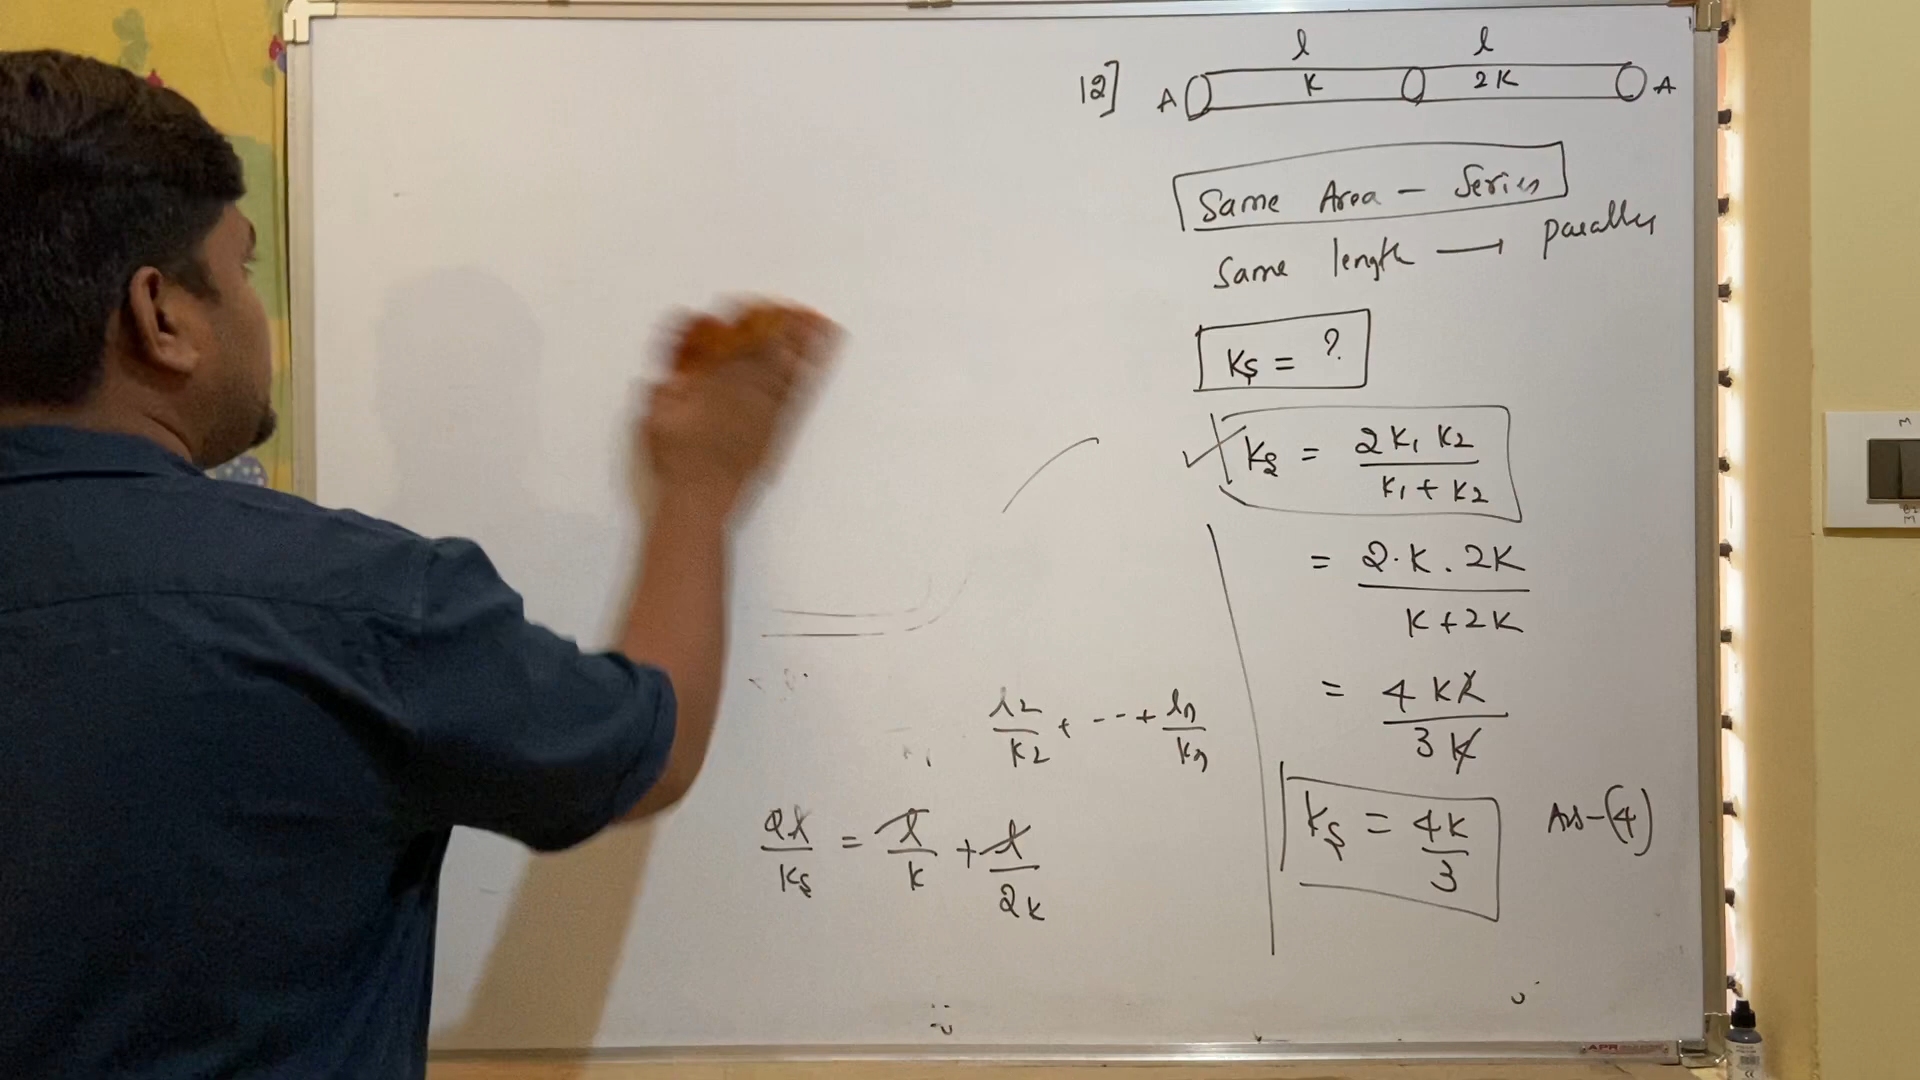 l l
12] A K 2K A
Same Area - Series
Same length → parallel
Ks = ?
Ks = 2K1 K2 / K1 + K2
= 2·K . 2K / K + 2K
= 4 K K / 3 K
Ks = 4K / 3 Ans-(4)
l2 / K2 + --- + ln / Kn
2l / Ks = l / K + l / 2K